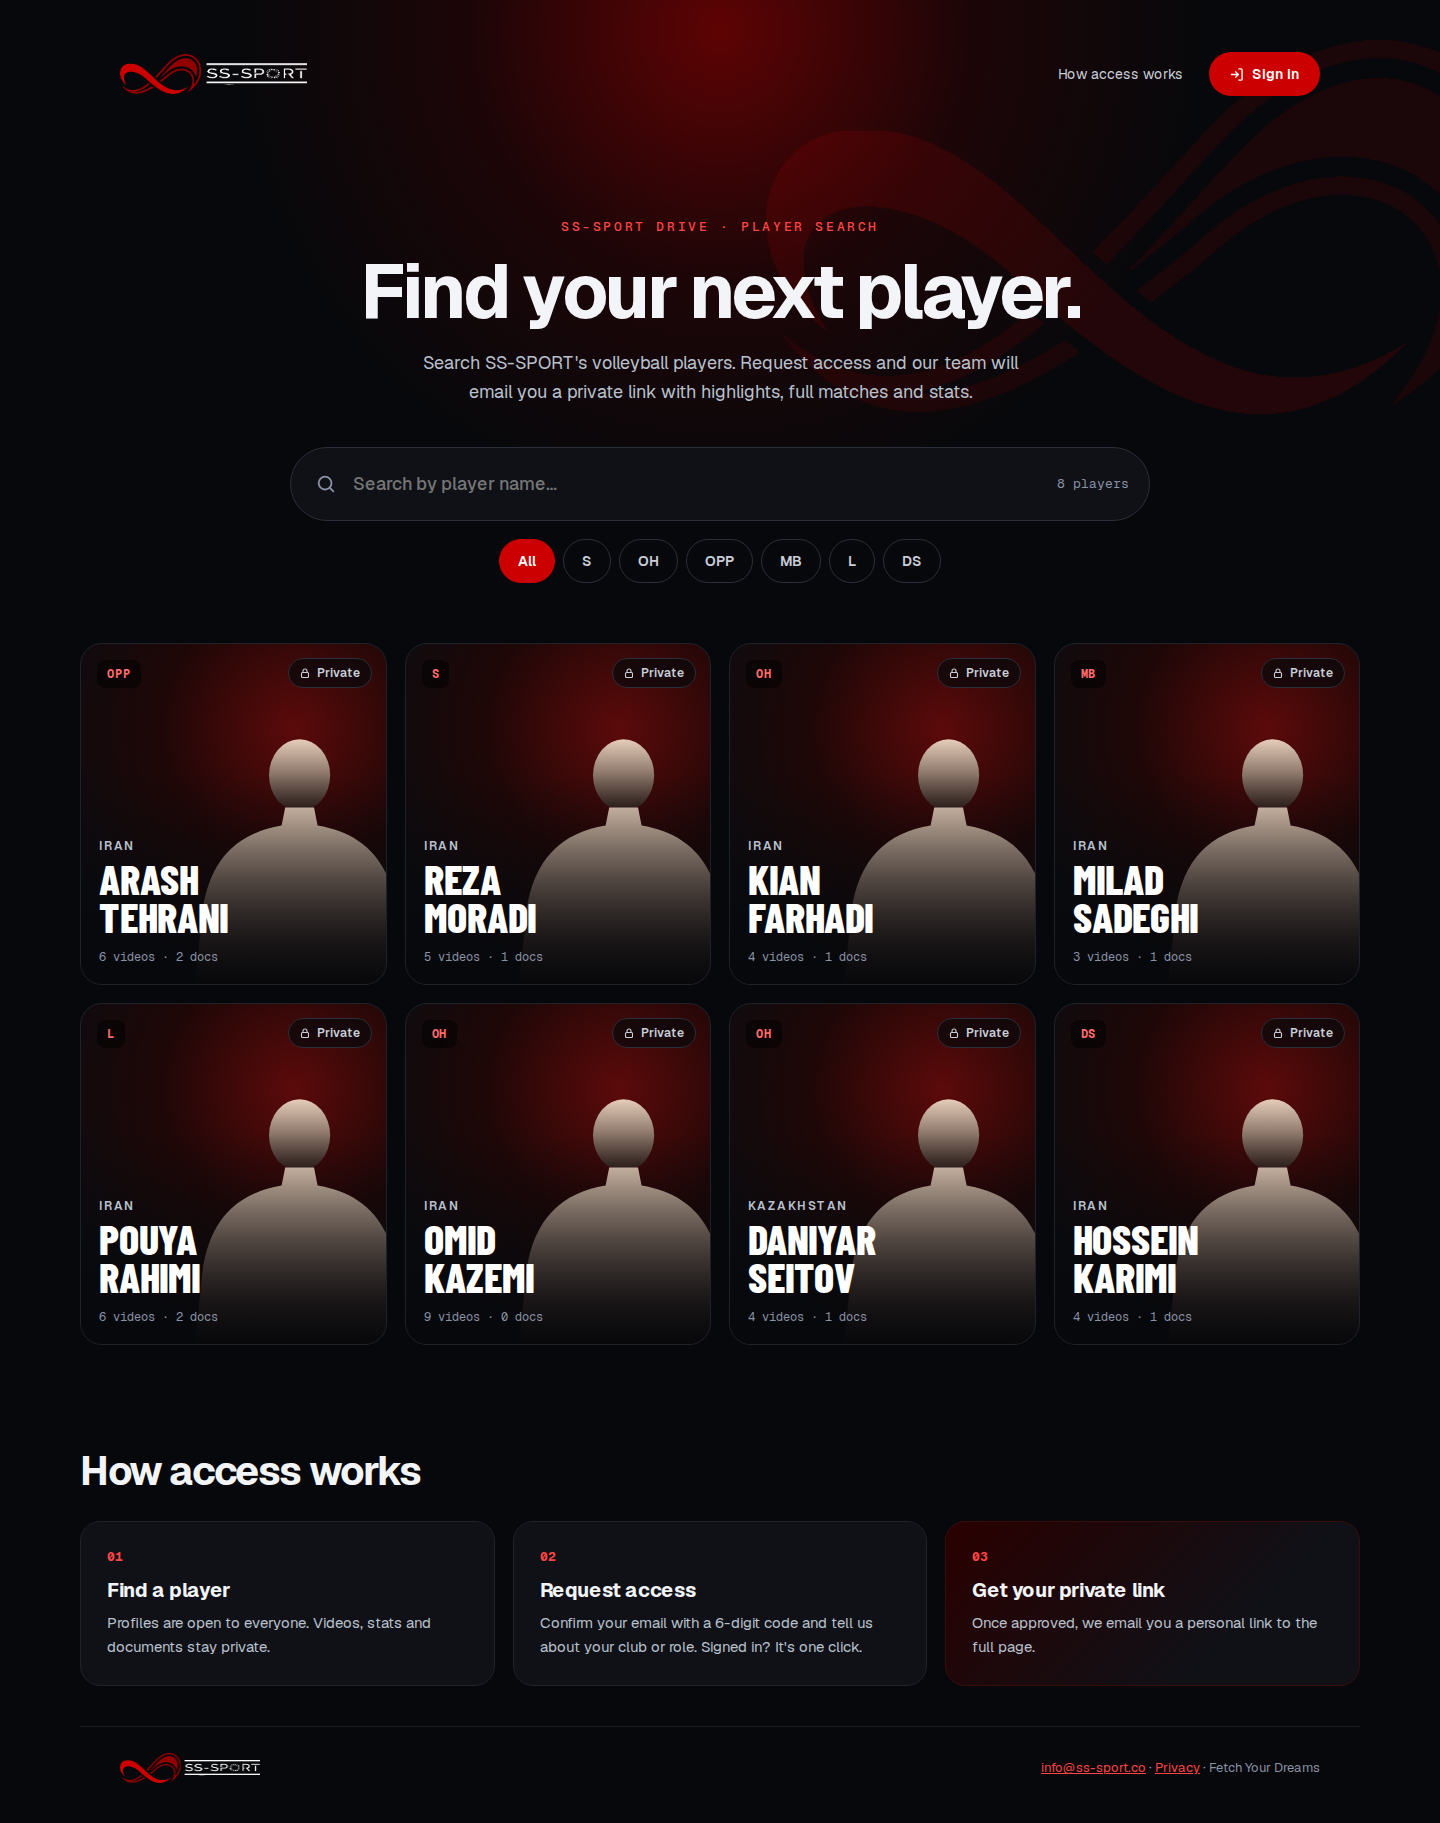 SS-SPORT
How access works
Sign in
SS-SPORT DRIVE · PLAYER SEARCH
Find your next player.
Search SS-SPORT's volleyball players. Request access and our team will
email you a private link with highlights, full matches and stats.
Search by player name...
8 players
All
S
OH
OPP
MB
L
DS
OPP
Private
IRAN
ARASH
TEHRANI
6 videos · 2 docs
S
Private
IRAN
REZA
MORADI
5 videos · 1 docs
OH
Private
IRAN
KIAN
FARHADI
4 videos · 1 docs
MB
Private
IRAN
MILAD
SADEGHI
3 videos · 1 docs
L
Private
IRAN
POUYA
RAHIMI
6 videos · 2 docs
OH
Private
IRAN
OMID
KAZEMI
9 videos · 0 docs
OH
Private
KAZAKHSTAN
DANIYAR
SEITOV
4 videos · 1 docs
DS
Private
IRAN
HOSSEIN
KARIMI
4 videos · 1 docs
How access works
01
Find a player
Profiles are open to everyone. Videos, stats and
documents stay private.
02
Request access
Confirm your email with a 6-digit code and tell us
about your club or role. Signed in? It's one click.
03
Get your private link
Once approved, we email you a personal link to the
full page.
SS-SPORT
info@ss-sport.co · Privacy · Fetch Your Dreams